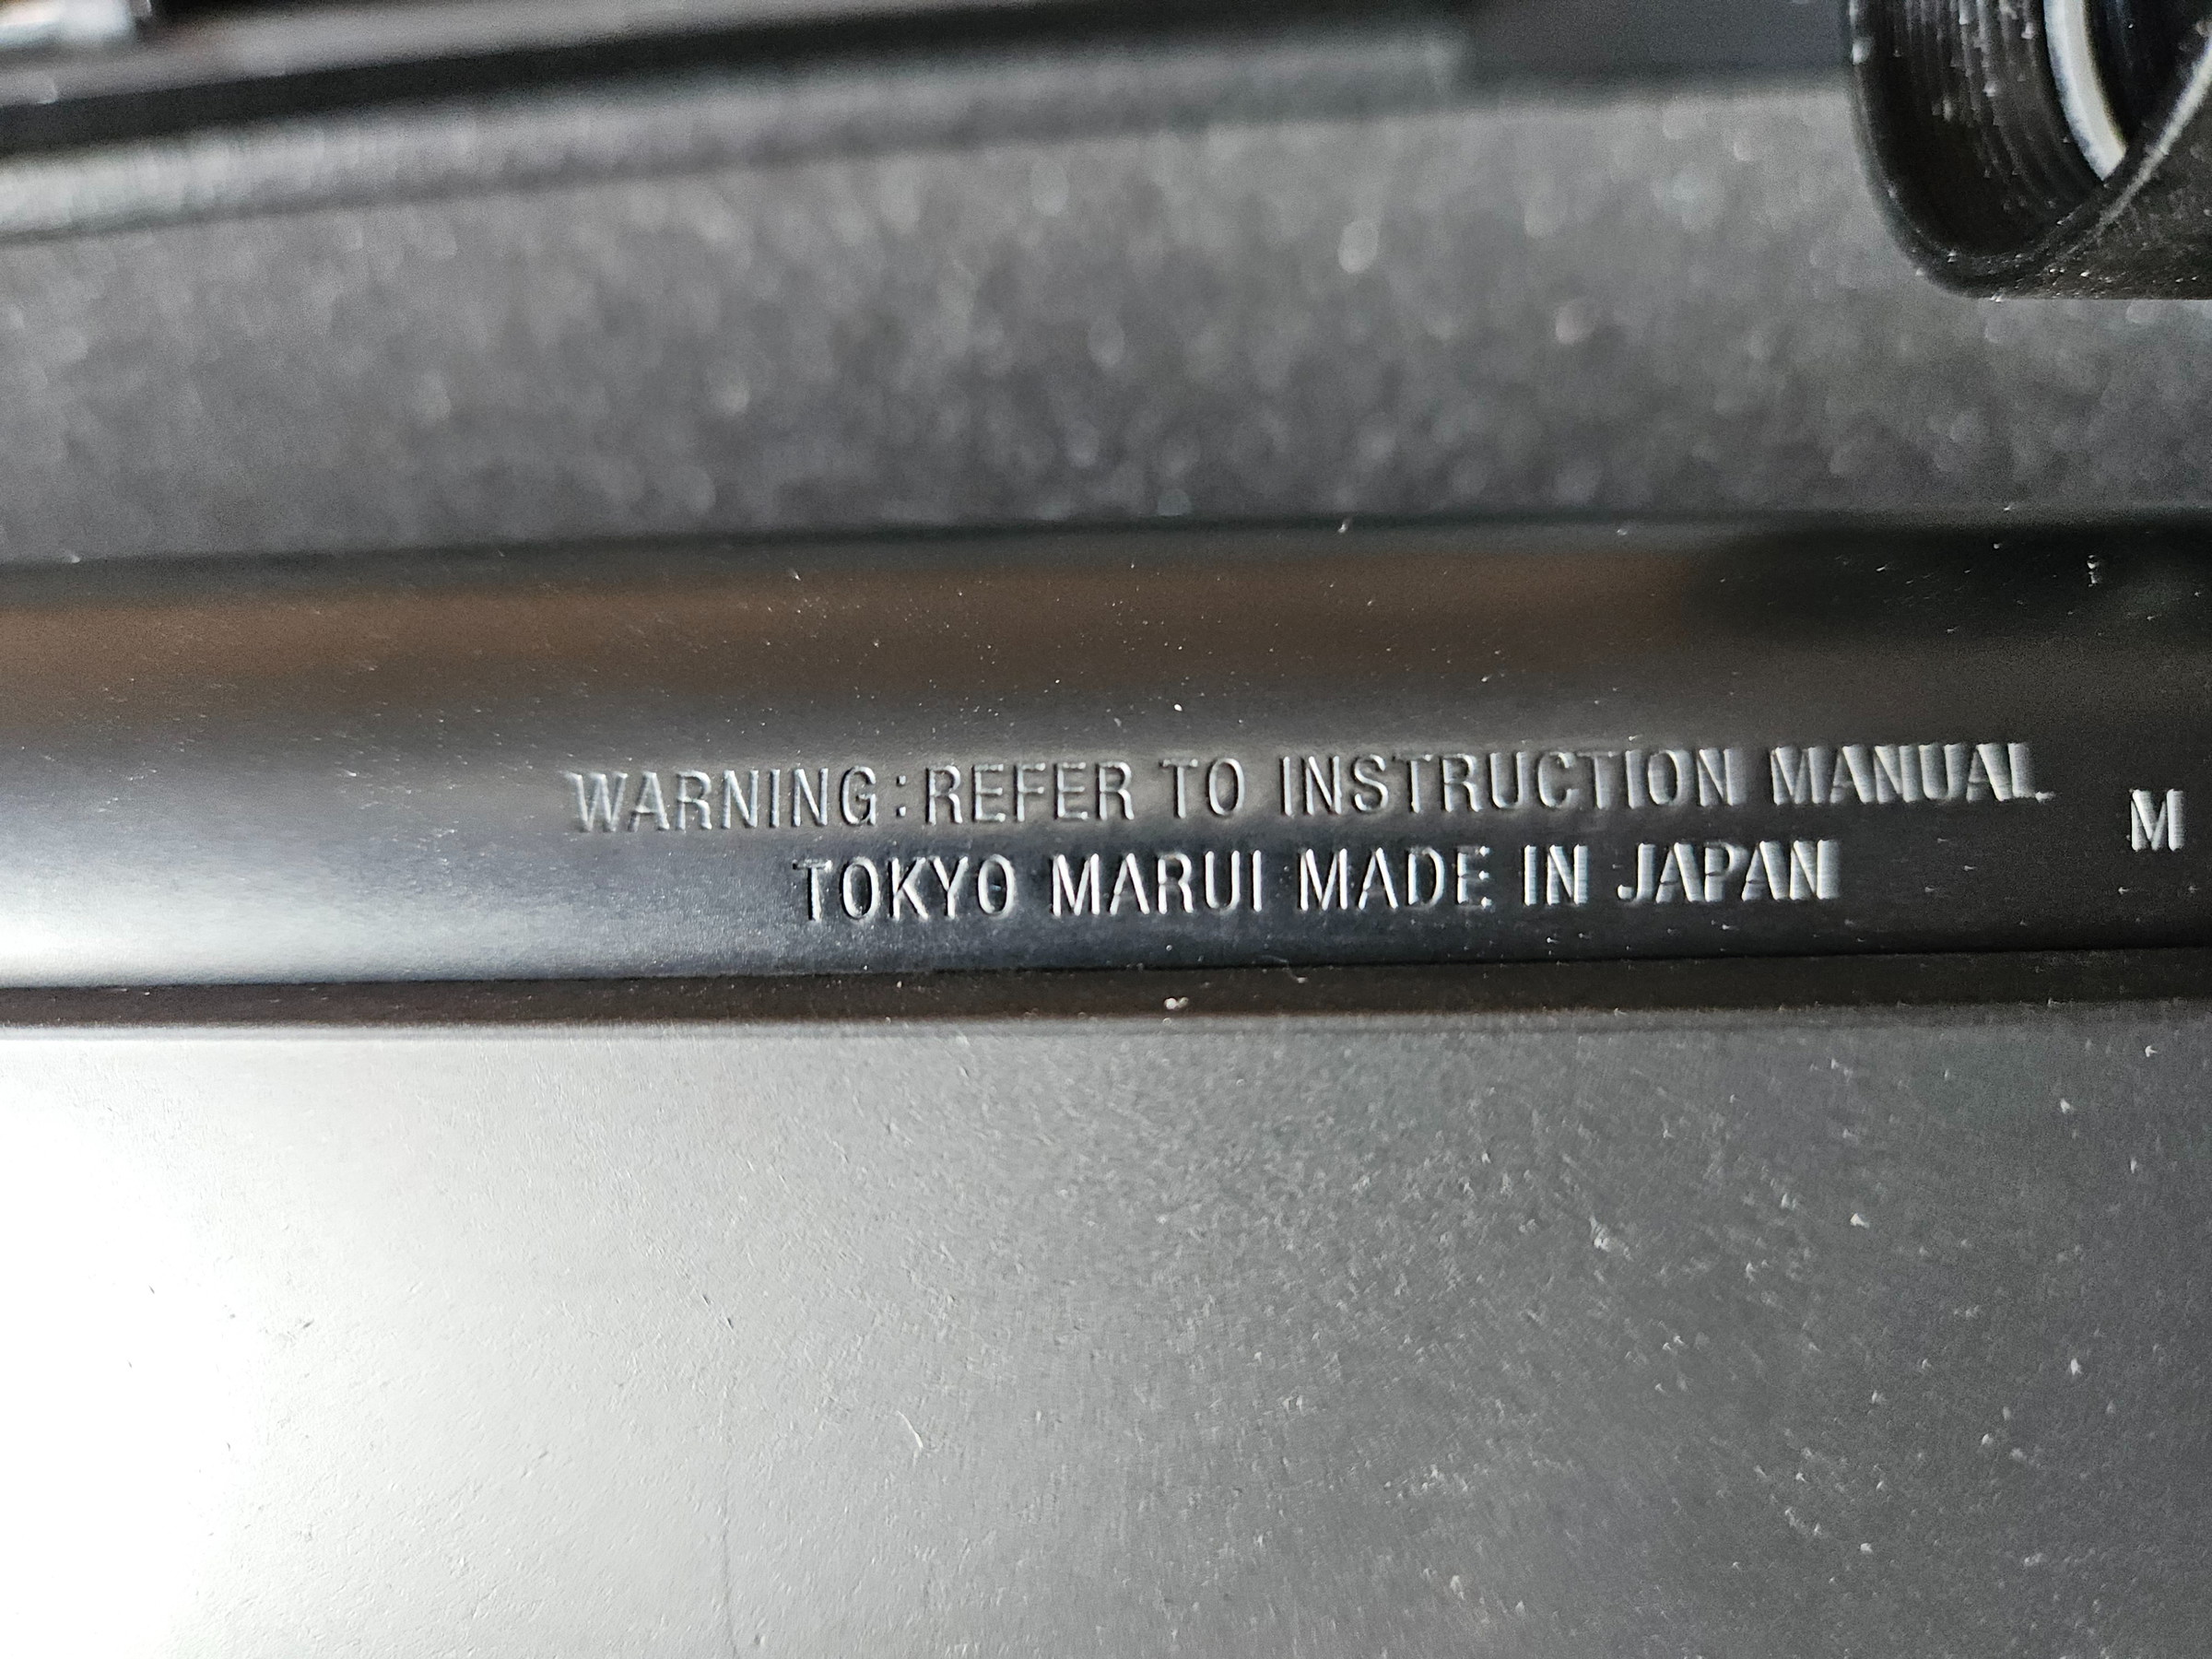 WARNING:REFER TO INSTRUCTION MANUAL
TOKYO MARUI MADE IN JAPAN
M